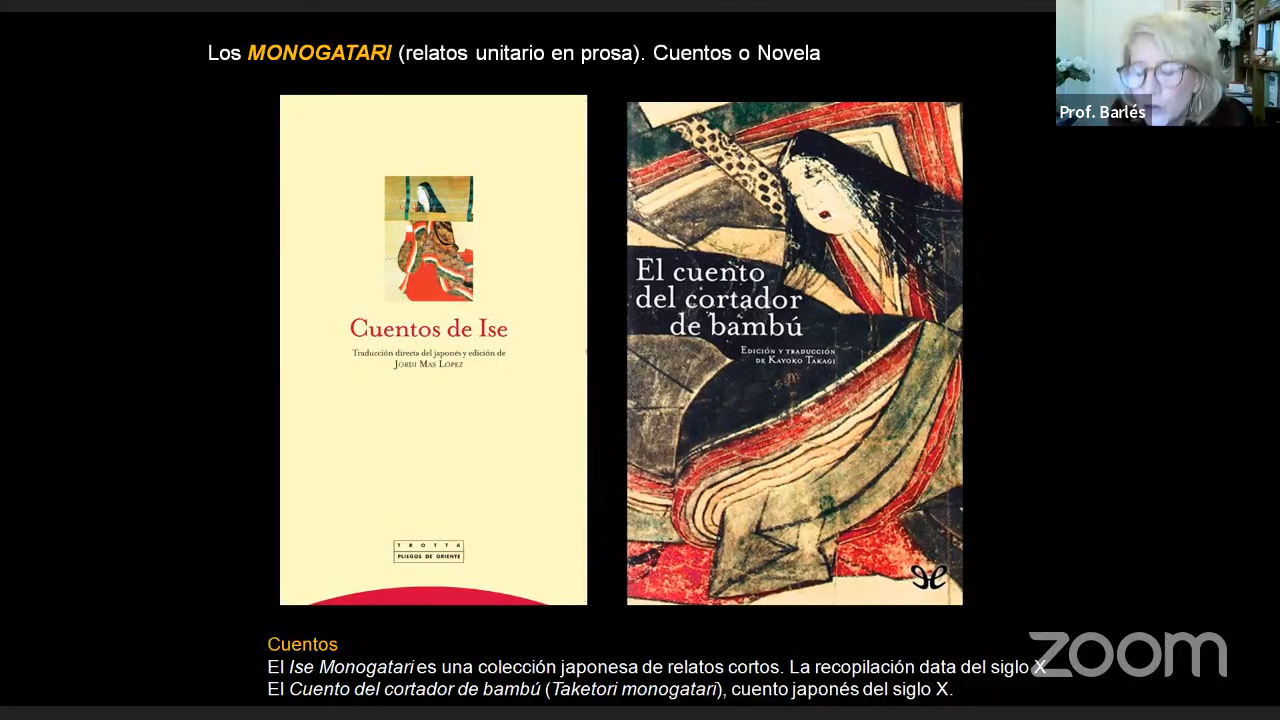 Los MONOGATARI (relatos unitario en prosa). Cuentos o Novela
Prof. Barlés
Cuentos de Ise
Traducción directa del japonés y edición de
JORDI MAS LÓPEZ
TROTTA
PLIEGOS DE ORIENTE
El cuento
del cortador
de bambú
EDICIÓN Y TRADUCCIÓN
DE KAYOKO TAKAGI
Cuentos
El Ise Monogatari es una colección japonesa de relatos cortos. La recopilación data del siglo X
El Cuento del cortador de bambú (Taketori monogatari), cuento japonés del siglo X.
zoom